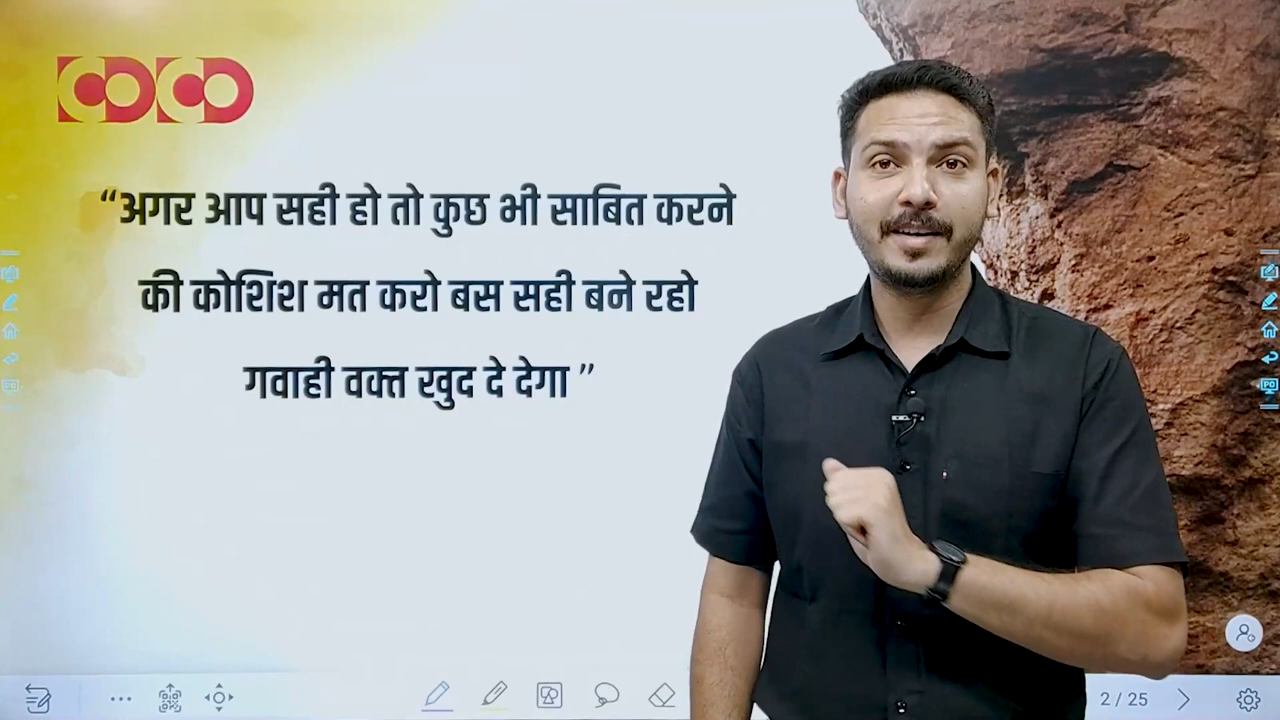 “अगर आप सही हो तो कुछ भी साबित करने
की कोशिश मत करो बस सही बने रहो
गवाही वक्त खुद दे देगा ”
2 / 25